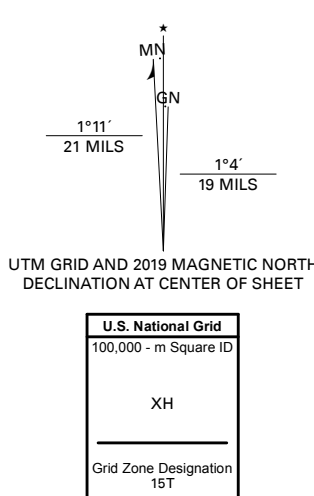 ★
MN
GN
1°11´
21 MILS
1°4´
19 MILS
UTM GRID AND 2019 MAGNETIC NORTH
DECLINATION AT CENTER OF SHEET
U.S. National Grid
100,000 - m Square ID
XH
Grid Zone Designation
15T